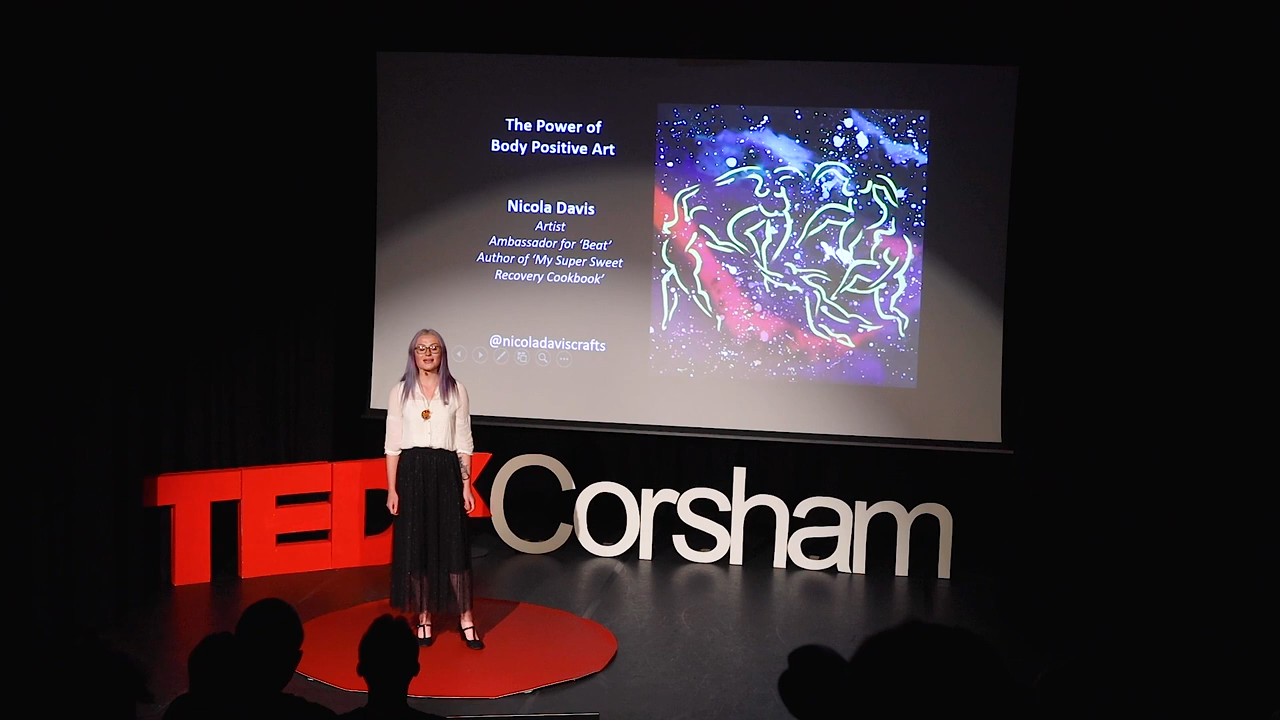 The Power of
Body Positive Art
Nicola Davis
Artist
Ambassador for ‘Beat’
Author of ‘My Super Sweet
Recovery Cookbook’
@nicoladaviscrafts
TEDxCorsham